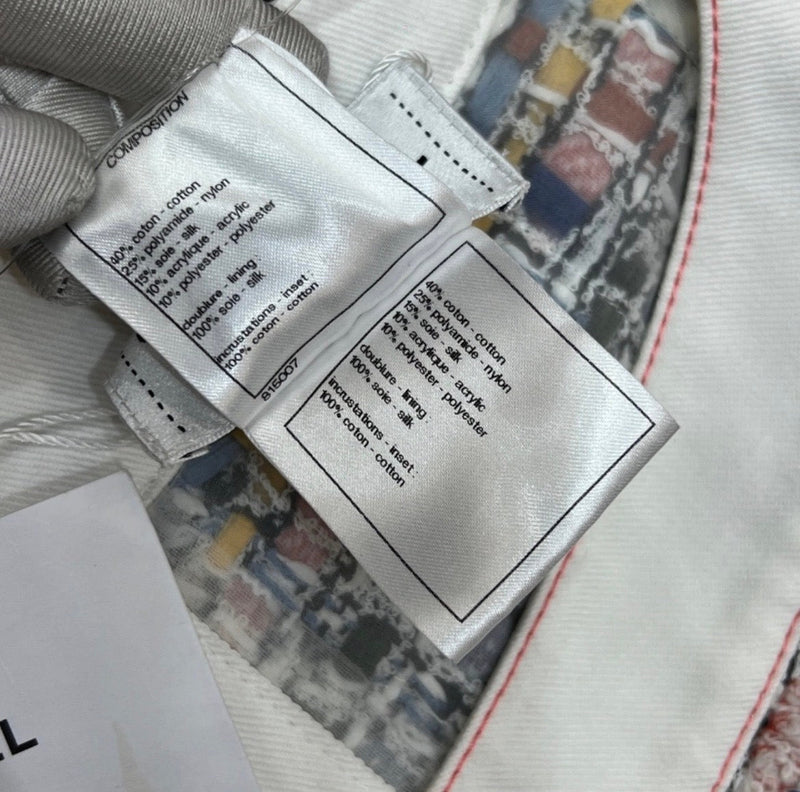 COMPOSITION
40% coton - cotton
25% polyamide - nylon
15% soie - silk
10% acrylique - acrylic
10% polyester - polyester
doublure - lining :
100% soie - silk
incrustations - inset :
100% coton - cotton
815007
40% coton - cotton
25% polyamide - nylon
15% soie - silk
10% acrylique - acrylic
10% polyester - polyester
doublure - lining :
100% soie - silk
incrustations - inset :
100% coton - cotton